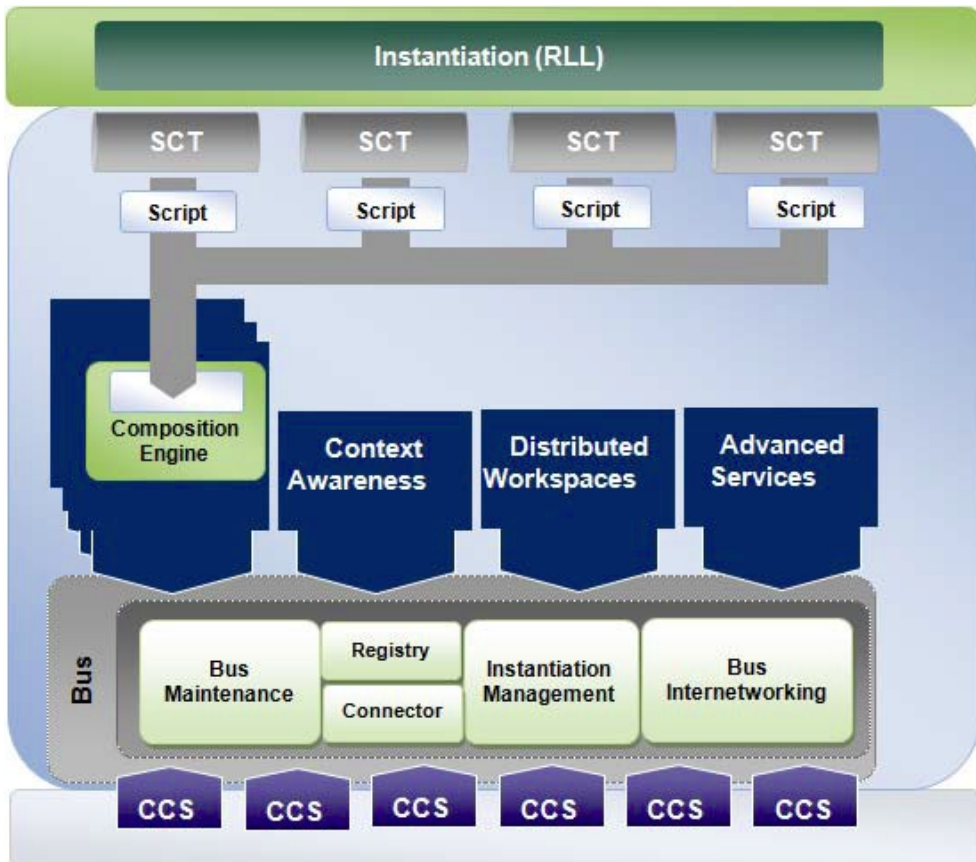 Instantiation (RLL)
SCT
SCT
SCT
SCT
Script
Script
Script
Script
Composition
Engine
Context
Awareness
Distributed
Workspaces
Advanced
Services
Bus
Bus
Maintenance
Registry
Connector
Instantiation
Management
Bus
Internetworking
CCS
CCS
CCS
CCS
CCS
CCS